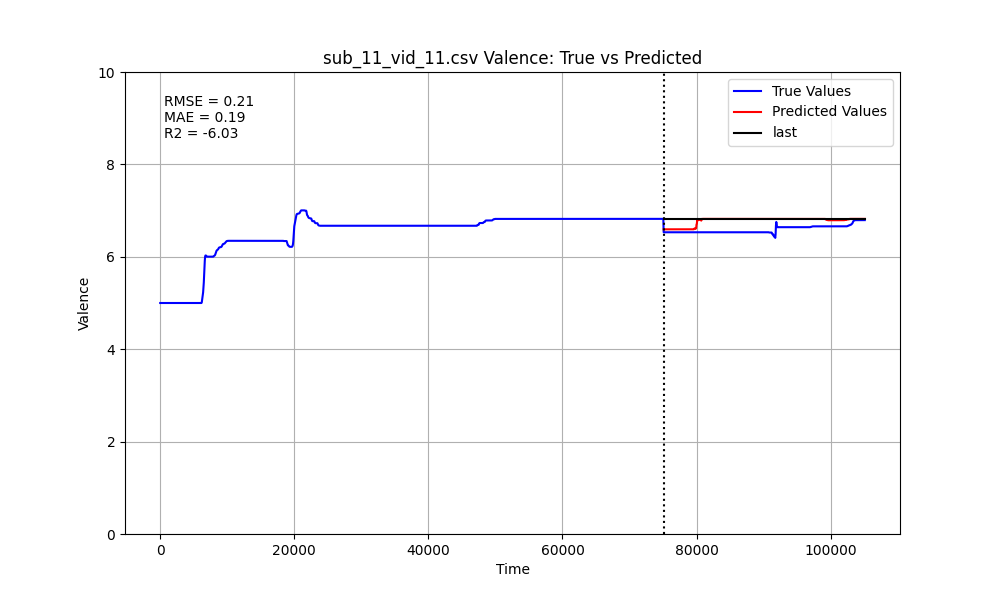 sub_11_vid_11.csv Valence: True vs Predicted
RMSE = 0.21
MAE = 0.19
R2 = -6.03
True Values
Predicted Values
last
10
8
6
4
2
0
Valence
0
20000
40000
60000
80000
100000
Time